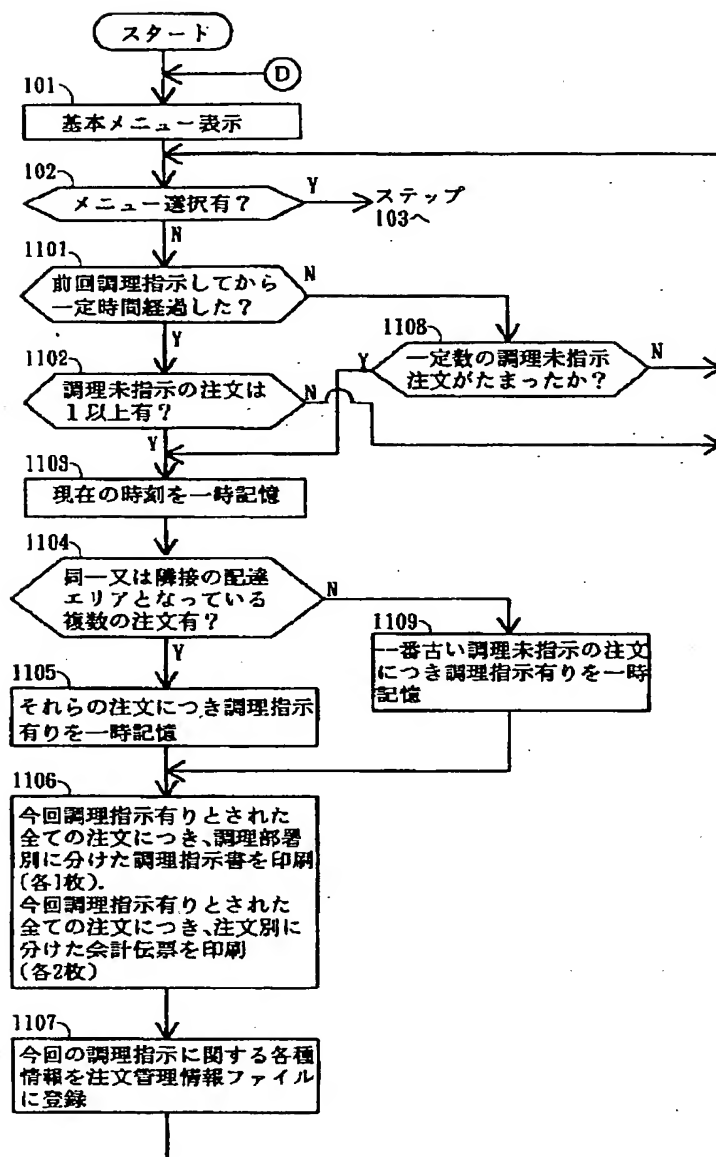 スタート
D
101
基本メニュー表示
102
メニュー選択有?
Y
ステップ
103へ
N
1101
前回調理指示してから
一定時間経過した?
N
Y
1108
一定数の調理未指示
注文がたまったか?
Y
N
1102
調理未指示の注文は
1以上有?
N
Y
1103
現在の時刻を一時記憶
1104
同一又は隣接の配達
エリアとなっている
複数の注文有?
N
Y
1109
一番古い調理未指示の注文
につき調理指示有りを一時
記憶
1105
それらの注文につき調理指示
有りを一時記憶
1106
今回調理指示有りとされた
全ての注文につき、調理部署
別に分けた調理指示書を印刷
(各1枚).
今回調理指示有りとされた
全ての注文につき、注文別に
分けた会計伝票を印刷
(各2枚)
1107
今回の調理指示に関する各種
情報を注文管理情報ファイル
に登録